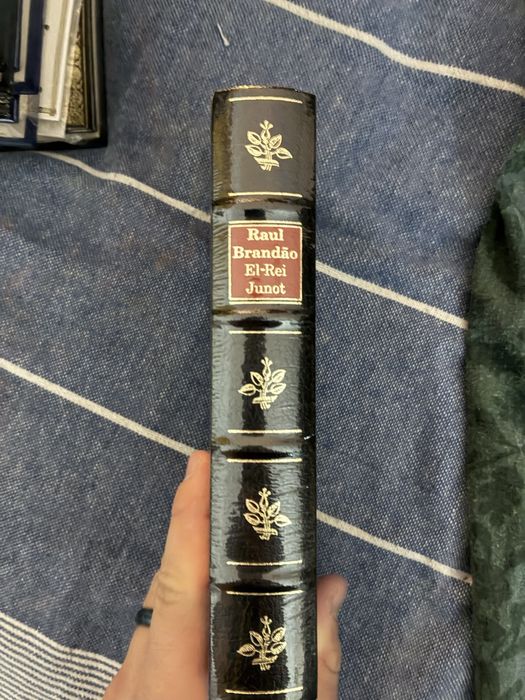 Raul
Brandão
El-Rei
Junot